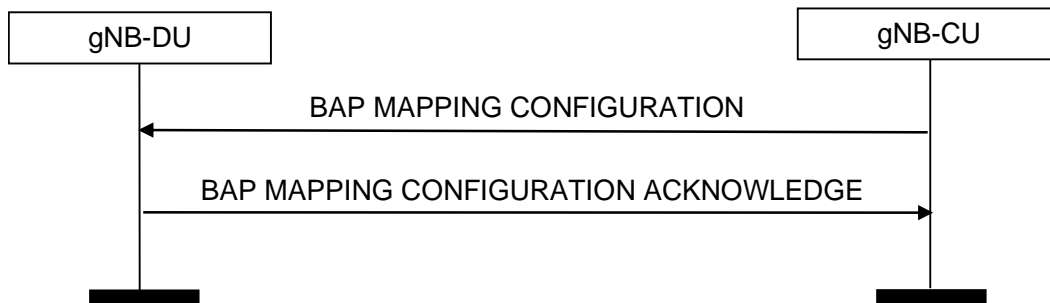 gNB-DU
gNB-CU
BAP MAPPING CONFIGURATION
BAP MAPPING CONFIGURATION ACKNOWLEDGE